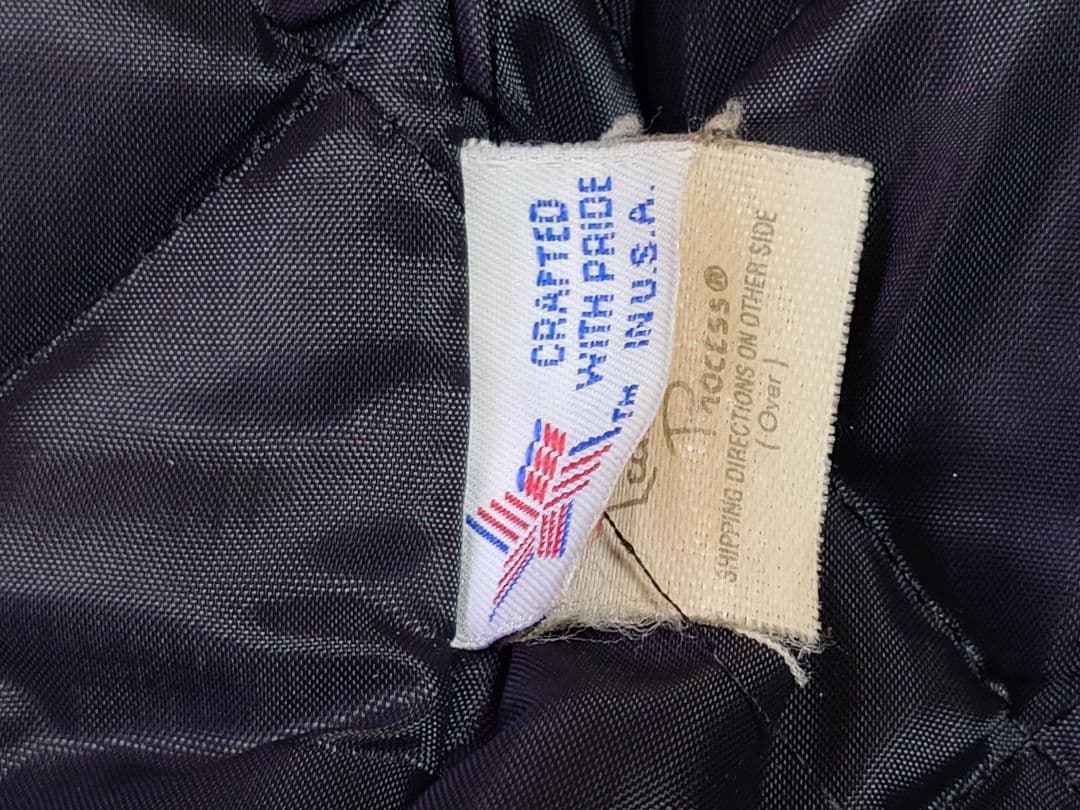 CRAFTED
WITH PRIDE
IN U.S.A.
TM
Process®
SHIPPING DIRECTIONS ON OTHER SIDE
(Over)